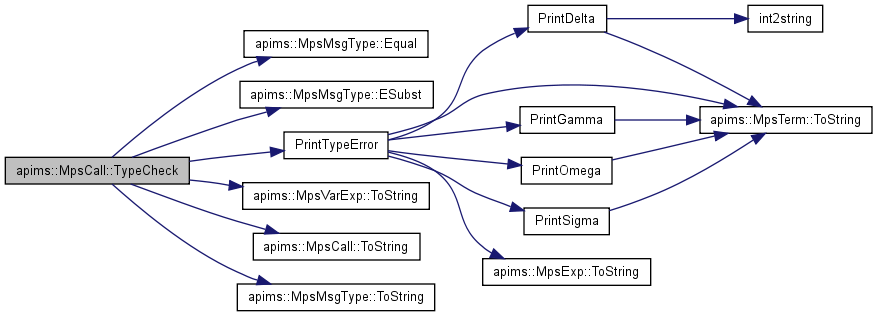 apims::MpsCall::TypeCheck
apims::MpsMsgType::Equal
apims::MpsMsgType::ESubst
PrintTypeError
apims::MpsVarExp::ToString
apims::MpsCall::ToString
apims::MpsMsgType::ToString
PrintDelta
PrintGamma
PrintOmega
PrintSigma
apims::MpsExp::ToString
int2string
apims::MpsTerm::ToString